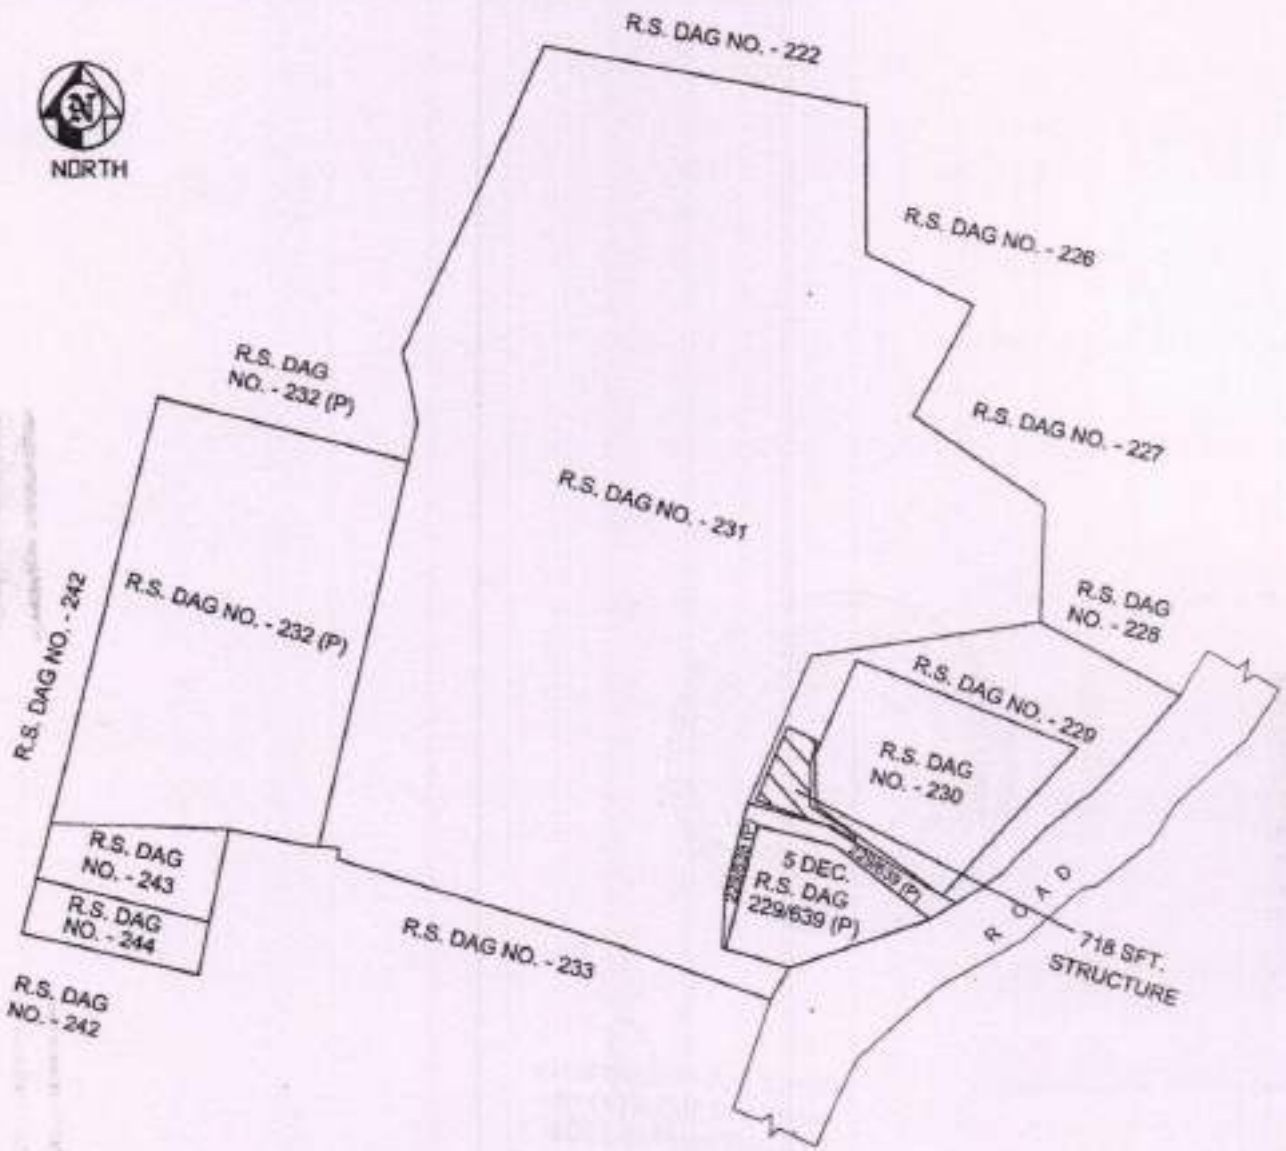 R.S. DAG NO. - 222
N
NORTH
R.S. DAG NO. - 226
R.S. DAG
NO. - 232 (P)
R.S. DAG NO. - 227
R.S. DAG NO. - 231
R.S. DAG NO. - 242
R.S. DAG NO. - 232 (P)
R.S. DAG
NO. - 228
R.S. DAG NO. - 229
R.S. DAG
NO. - 230
R.S. DAG
NO. - 243
R.S. DAG
NO. - 244
229/639 (P)
5 DEC.
R.S. DAG
229/639 (P)
ROAD
R.S. DAG NO. - 233
718 SFT.
STRUCTURE
R.S. DAG
NO. - 242